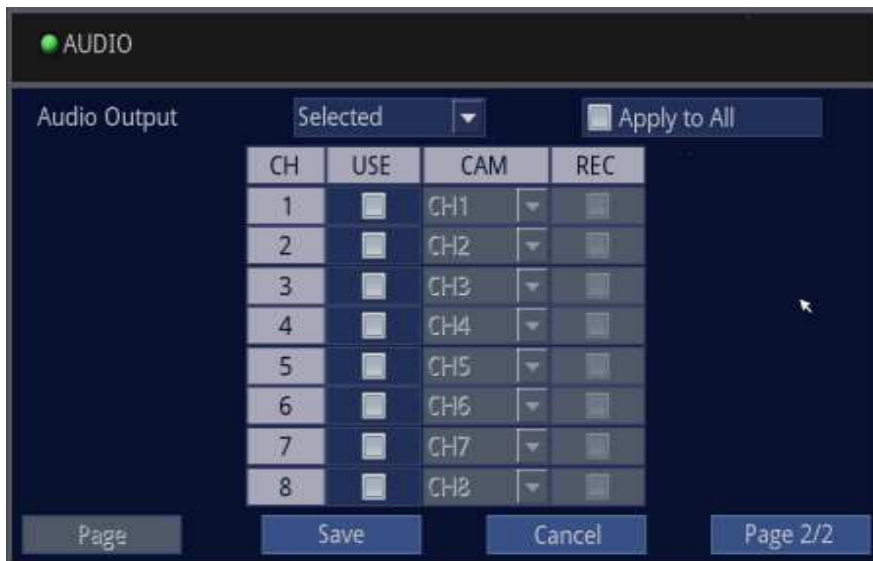 AUDIO
Audio Output Selected Apply to All
CH USE CAM REC
1 CH1
2 CH2
3 CH3
4 CH4
5 CH5
6 CH6
7 CH7
8 CH8
Page Save Cancel Page 2/2